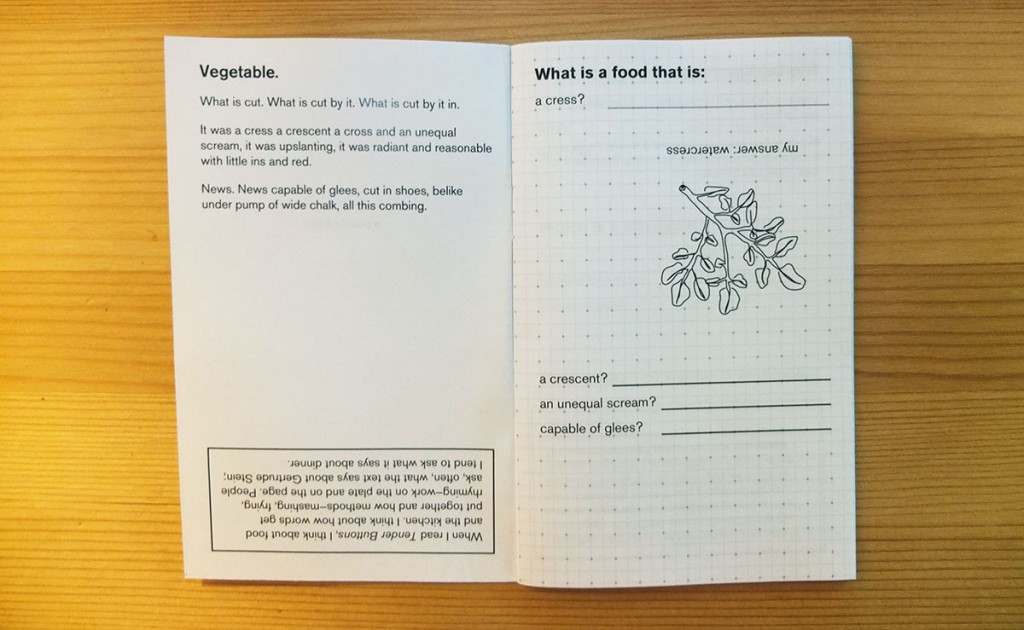 Vegetable.
What is cut. What is cut by it. What is cut by it in.
It was a cress a crescent a cross and an unequal
scream, it was upslanting, it was radiant and reasonable
with little ins and red.
News. News capable of glees, cut in shoes, belike
under pump of wide chalk, all this combing.
When I read Tender Buttons, I think about food
and the kitchen. I think about how words get
put together and how methods–mashing, frying,
rhyming–work on the plate and on the page. People
ask, often, what the text says about Gertrude Stein;
I tend to ask what it says about dinner.
What is a food that is:
a cress?
my answer: watercress
a crescent?
an unequal scream?
capable of glees?